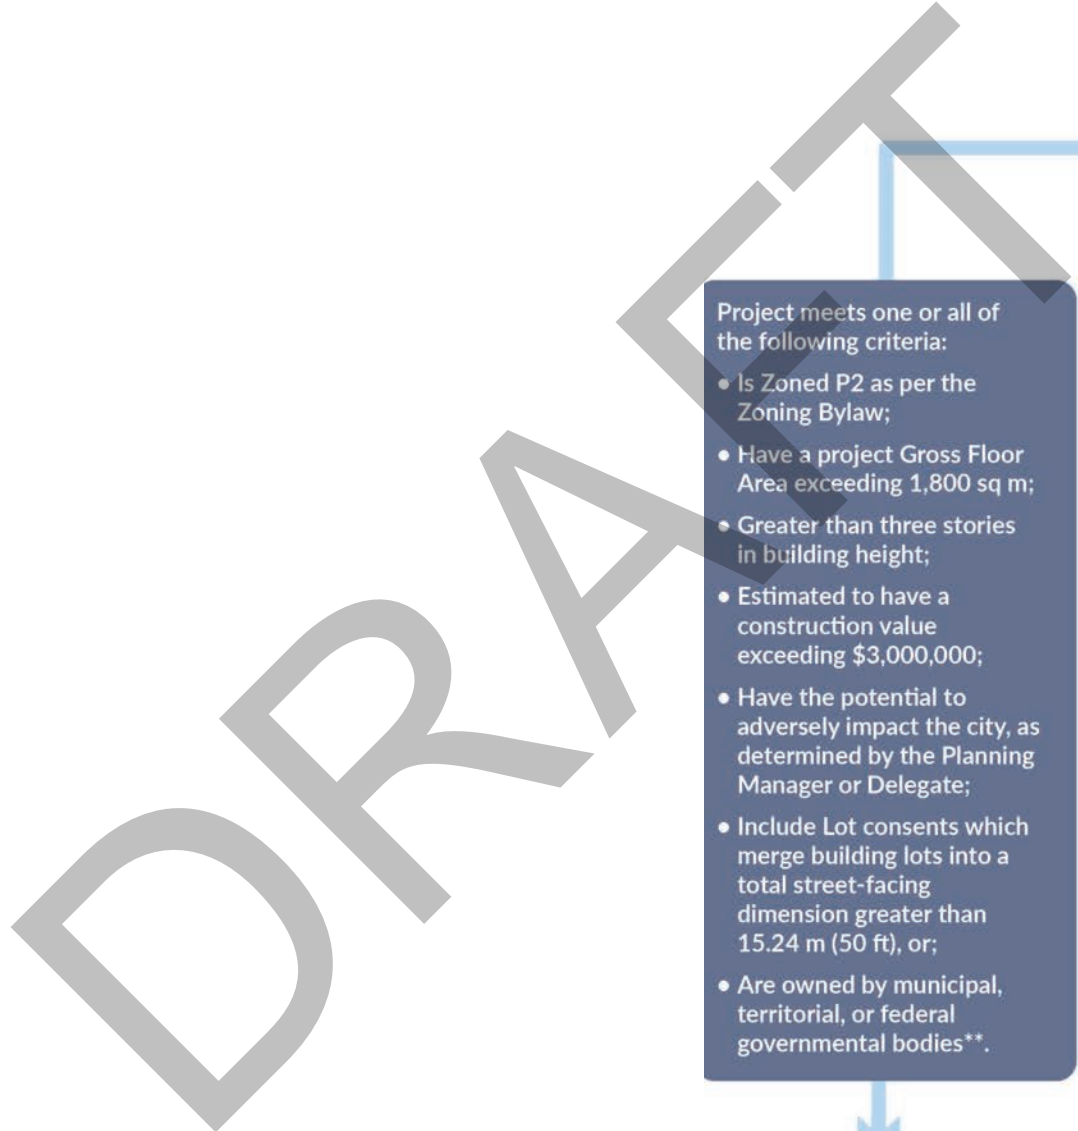 DRAFT
Project meets one or all of
the following criteria:
• Is Zoned P2 as per the
Zoning Bylaw;
• Have a project Gross Floor
Area exceeding 1,800 sq m;
• Greater than three stories
in building height;
• Estimated to have a
construction value
exceeding $3,000,000;
• Have the potential to
adversely impact the city, as
determined by the Planning
Manager or Delegate;
• Include Lot consents which
merge building lots into a
total street-facing
dimension greater than
15.24 m (50 ft), or;
• Are owned by municipal,
territorial, or federal
governmental bodies**.